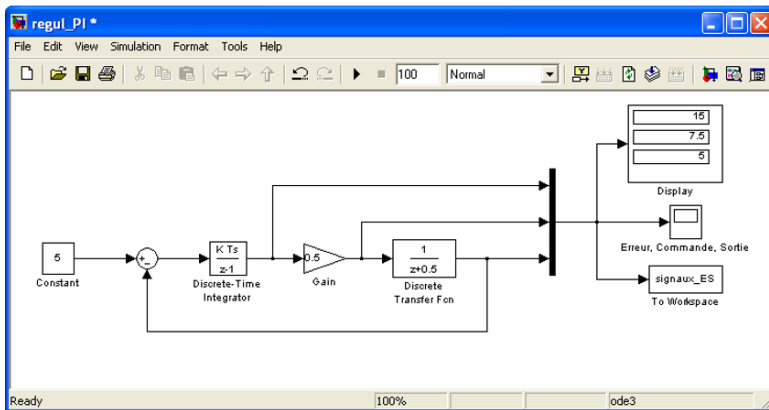 regul_PI *
File Edit View Simulation Format Tools Help
100 Normal
15
7.5
5
Display
Erreur, Commande, Sortie
signaux_ES
To Workspace
5
Constant
+
-
K Ts
z-1
Discrete-Time
Integrator
0.5
Gain
1
z+0.5
Discrete
Transfer Fcn
Ready 100% ode3